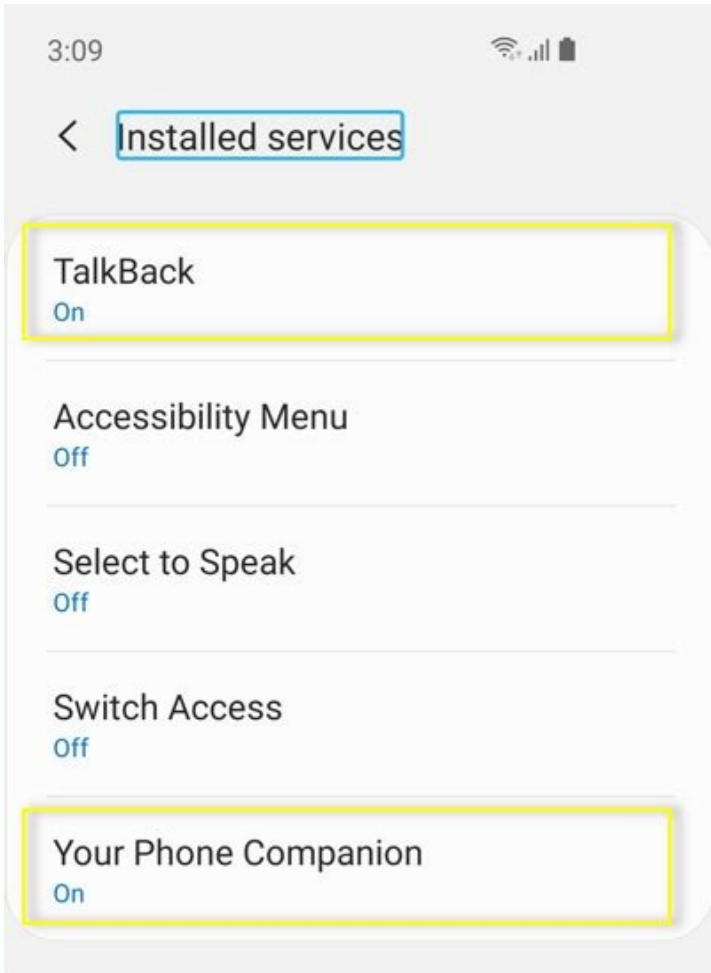 3:09
Installed services
TalkBack
On
Accessibility Menu
Off
Select to Speak
Off
Switch Access
Off
Your Phone Companion
On